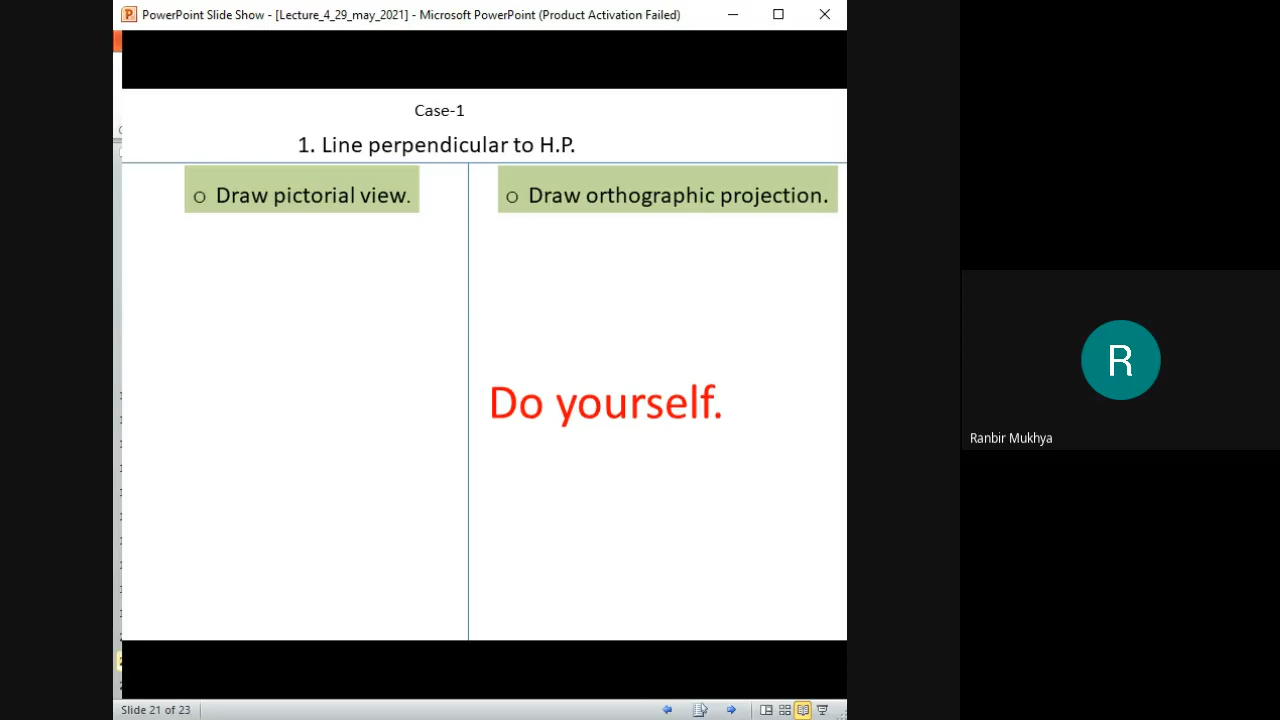 PowerPoint Slide Show - [Lecture_4_29_may_2021] - Microsoft PowerPoint (Product Activation Failed)
Case-1
1. Line perpendicular to H.P.
o Draw pictorial view.
o Draw orthographic projection.
Do yourself.
R
Ranbir Mukhya
Slide 21 of 23